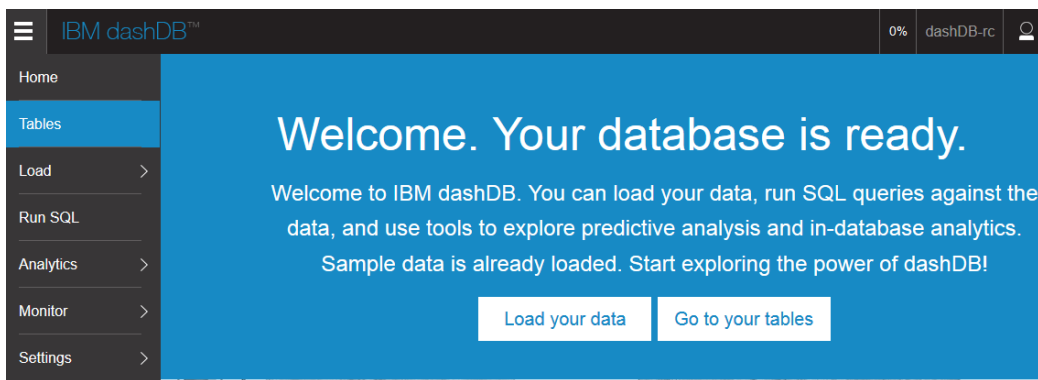 IBM dashDB™
0%
dashDB-rc
Home
Tables
Load
Run SQL
Analytics
Monitor
Settings
Welcome. Your database is ready.
Welcome to IBM dashDB. You can load your data, run SQL queries against the
data, and use tools to explore predictive analysis and in-database analytics.
Sample data is already loaded. Start exploring the power of dashDB!
Load your data
Go to your tables